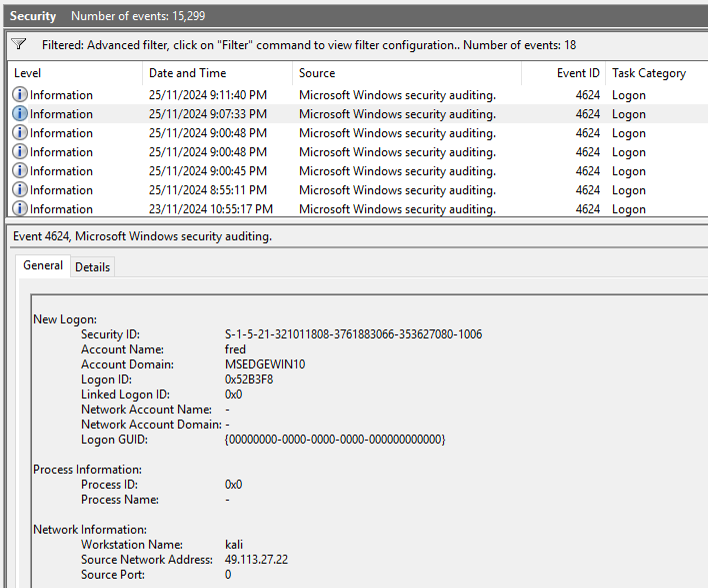 Security Number of events: 15,299
Filtered: Advanced filter, click on "Filter" command to view filter configuration.. Number of events: 18
Level Date and Time Source Event ID Task Category
Information 25/11/2024 9:11:40 PM Microsoft Windows security auditing. 4624 Logon
Information 25/11/2024 9:07:33 PM Microsoft Windows security auditing. 4624 Logon
Information 25/11/2024 9:00:48 PM Microsoft Windows security auditing. 4624 Logon
Information 25/11/2024 9:00:48 PM Microsoft Windows security auditing. 4624 Logon
Information 25/11/2024 9:00:45 PM Microsoft Windows security auditing. 4624 Logon
Information 25/11/2024 8:55:11 PM Microsoft Windows security auditing. 4624 Logon
Information 23/11/2024 10:55:17 PM Microsoft Windows security auditing. 4624 Logon
Event 4624, Microsoft Windows security auditing.
General Details
New Logon:
Security ID: S-1-5-21-321011808-3761883066-353627080-1006
Account Name: fred
Account Domain: MSEDGEWIN10
Logon ID: 0x52B3F8
Linked Logon ID: 0x0
Network Account Name: -
Network Account Domain: -
Logon GUID: {00000000-0000-0000-0000-000000000000}
Process Information:
Process ID: 0x0
Process Name: -
Network Information:
Workstation Name: kali
Source Network Address: 49.113.27.22
Source Port: 0